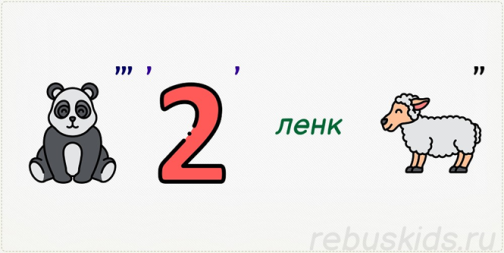 ,,, , 2 , ленк ,,
rebuskids.ru